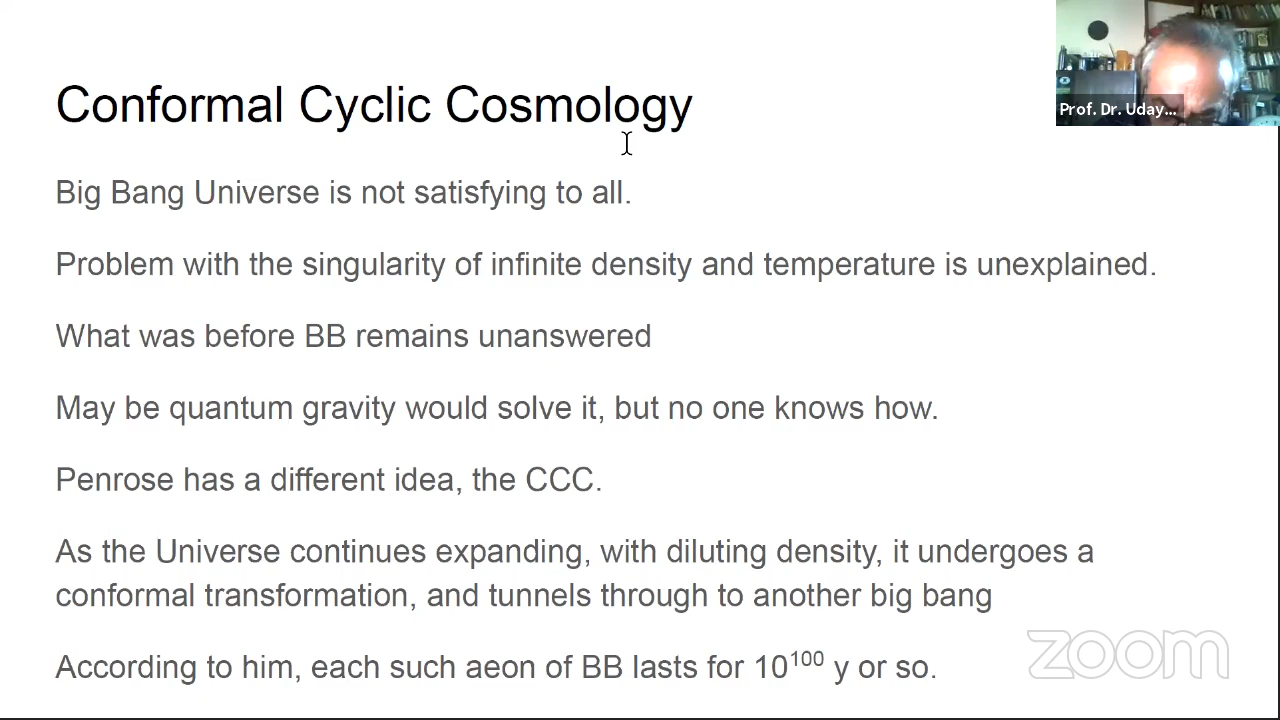 Conformal Cyclic Cosmology
Prof. Dr. Uday...
Big Bang Universe is not satisfying to all.
Problem with the singularity of infinite density and temperature is unexplained.
What was before BB remains unanswered
May be quantum gravity would solve it, but no one knows how.
Penrose has a different idea, the CCC.
As the Universe continues expanding, with diluting density, it undergoes a
conformal transformation, and tunnels through to another big bang
According to him, each such aeon of BB lasts for 10¹⁰⁰ y or so.
zoom